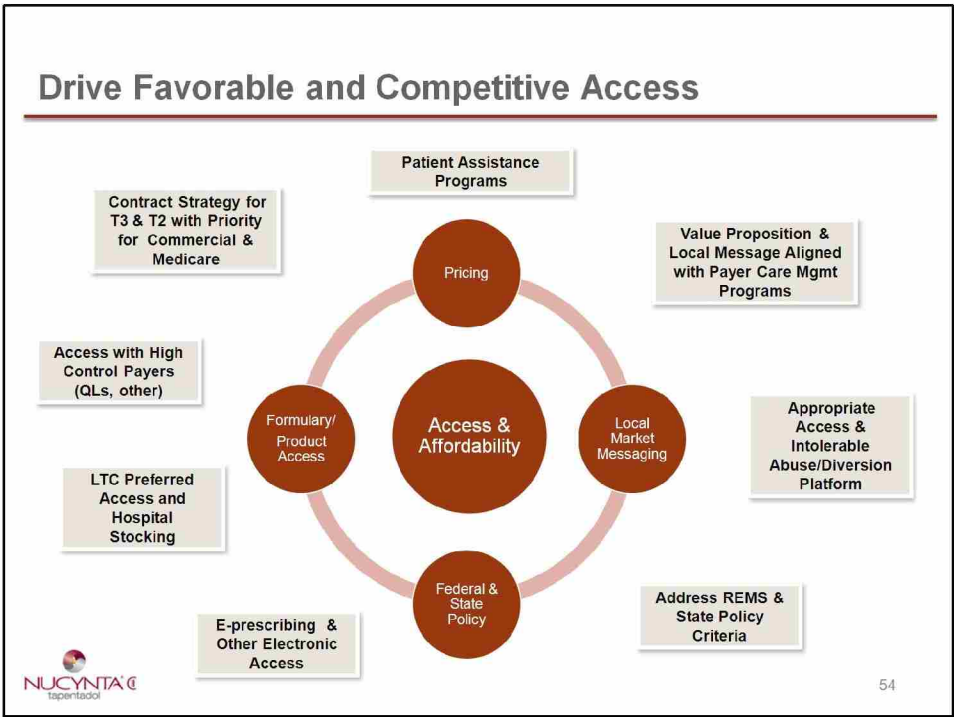 Drive Favorable and Competitive Access
Patient Assistance
Programs
Contract Strategy for
T3 & T2 with Priority
for Commercial &
Medicare
Value Proposition &
Local Message Aligned
with Payer Care Mgmt
Programs
Pricing
Access with High
Control Payers
(QLs, other)
Formulary/
Product
Access
Access &
Affordability
Local
Market
Messaging
Appropriate
Access &
Intolerable
Abuse/Diversion
Platform
LTC Preferred
Access and
Hospital
Stocking
Federal &
State
Policy
Address REMS &
State Policy
Criteria
E-prescribing &
Other Electronic
Access
NUCYNTA® CII
tapentadol
54